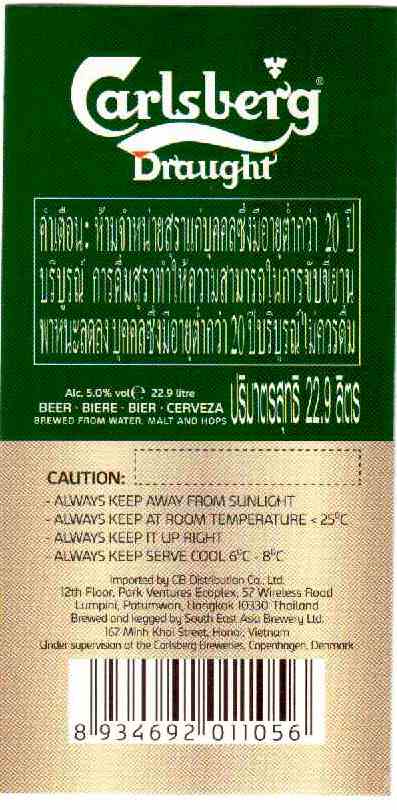 Carlsberg®
Draught
คำเตือน: ห้ามจำหน่ายสุราแก่บุคคลซึ่งมีอายุต่ำกว่า 20 ปี
บริบูรณ์ การดื่มสุราทำให้ความสามารถในการขับขี่ยาน
พาหนะลดลง บุคคลซึ่งมีอายุต่ำกว่า 20 ปีบริบูรณ์ไม่ควรดื่ม
Alc. 5.0% vol ℮ 22.9 litre
BEER · BIERE · BIER · CERVEZA
BREWED FROM WATER, MALT AND HOPS
ปริมาตรสุทธิ 22.9 ลิตร
CAUTION:
- ALWAYS KEEP AWAY FROM SUNLIGHT
- ALWAYS KEEP AT ROOM TEMPERATURE < 25⁰C
- ALWAYS KEEP IT UP RIGHT
- ALWAYS KEEP SERVE COOL 6⁰C - 8⁰C
Imported by CB Distribution Co., Ltd.
12th Floor, Park Ventures Ecoplex, 57 Wireless Road
Lumpini, Patumwan, Bangkok 10330 Thailand
Brewed and kegged by South East Asia Brewery Ltd.
167 Minh Khai Street, Hanoi, Vietnam
Under supervision of the Carlsberg Breweries, Copenhagen, Denmark
8 934692 011056